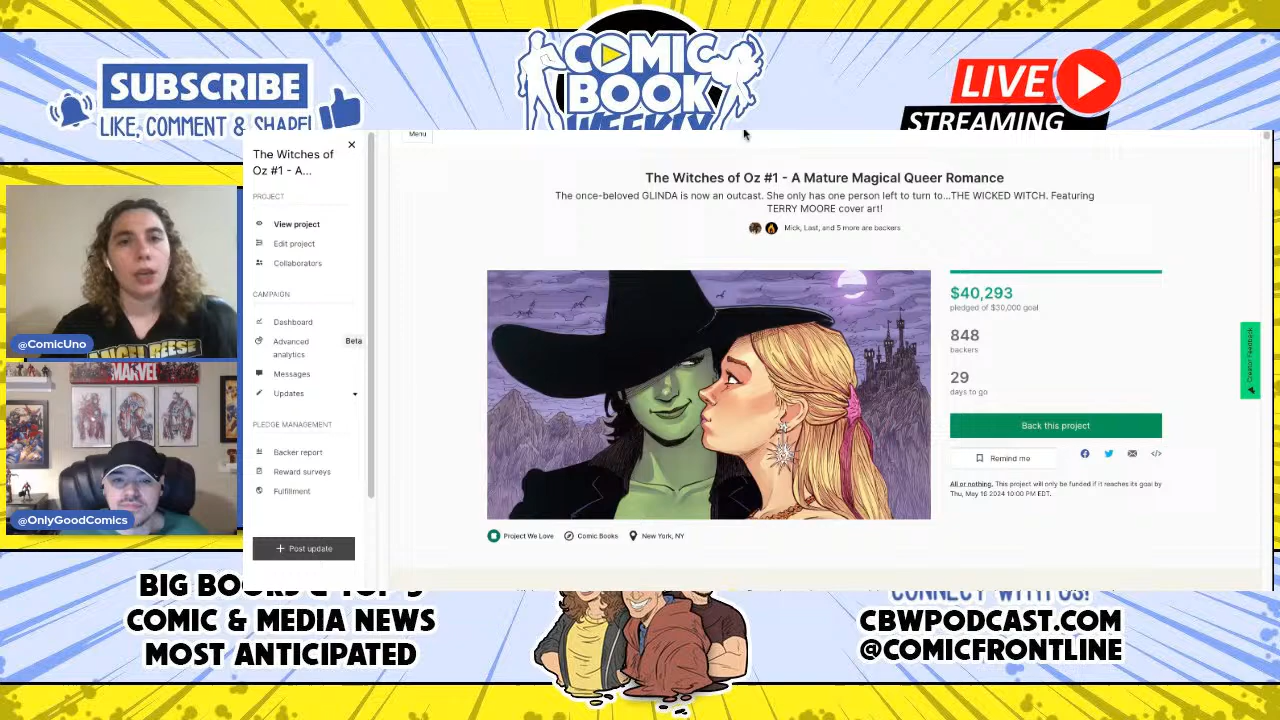 SUBSCRIBE
LIKE, COMMENT & SHARE!
COMIC
BOOK
WEEKLY
LIVE
STREAMING
Menu
The Witches of
Oz #1 - A...
PROJECT
View project
Edit project
Collaborators
CAMPAIGN
Dashboard
Advanced
analytics
Beta
Messages
Updates
PLEDGE MANAGEMENT
Backer report
Reward surveys
Fulfillment
+ Post update
The Witches of Oz #1 - A Mature Magical Queer Romance
The once-beloved GLINDA is now an outcast. She only has one person left to turn to...THE WICKED WITCH. Featuring
TERRY MOORE cover art!
Mick, Last, and 5 more are backers
$40,293
pledged of $30,000 goal
848
backers
29
days to go
Back this project
Remind me
All or nothing. This project will only be funded if it reaches its goal by
Thu, May 16 2024 10:00 PM EDT.
Creator Feedback
Project We Love
Comic Books
New York, NY
@ComicUno
ANGEL REESE
MARVEL
@OnlyGoodComics
BIG BOOKS & TOP 5
COMIC & MEDIA NEWS
MOST ANTICIPATED
CONNECT WITH US!
CBWPODCAST.COM
@COMICFRONTLINE